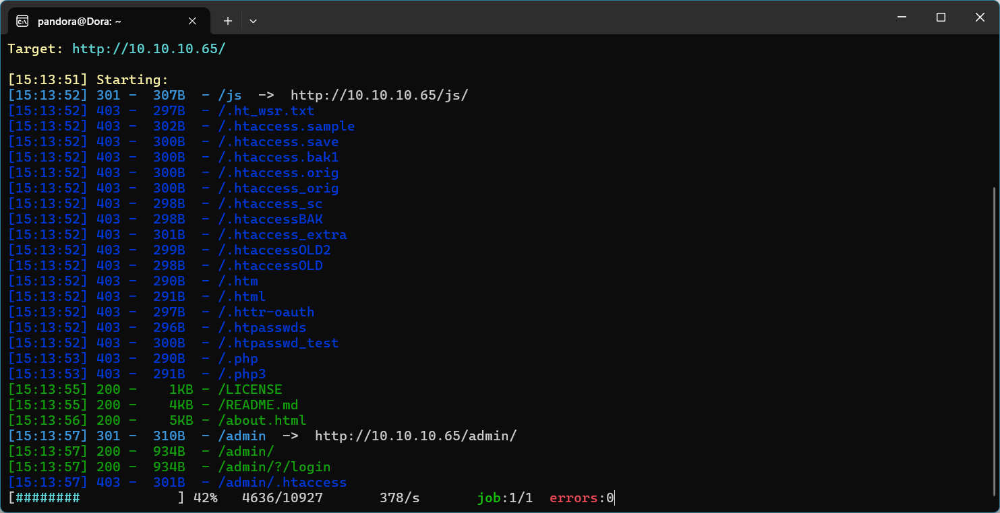 pandora@Dora: ~
Target: http://10.10.10.65/
[15:13:51] Starting:
[15:13:52] 301 -  307B  - /js  ->  http://10.10.10.65/js/
[15:13:52] 403 -  297B  - /.ht_wsr.txt
[15:13:52] 403 -  302B  - /.htaccess.sample
[15:13:52] 403 -  300B  - /.htaccess.save
[15:13:52] 403 -  300B  - /.htaccess.bak1
[15:13:52] 403 -  300B  - /.htaccess.orig
[15:13:52] 403 -  300B  - /.htaccess_orig
[15:13:52] 403 -  298B  - /.htaccess_sc
[15:13:52] 403 -  298B  - /.htaccessBAK
[15:13:52] 403 -  301B  - /.htaccess_extra
[15:13:52] 403 -  299B  - /.htaccessOLD2
[15:13:52] 403 -  298B  - /.htaccessOLD
[15:13:52] 403 -  290B  - /.htm
[15:13:52] 403 -  291B  - /.html
[15:13:52] 403 -  297B  - /.httr-oauth
[15:13:52] 403 -  296B  - /.htpasswds
[15:13:52] 403 -  300B  - /.htpasswd_test
[15:13:53] 403 -  290B  - /.php
[15:13:53] 403 -  291B  - /.php3
[15:13:55] 200 -    1KB - /LICENSE
[15:13:55] 200 -    4KB - /README.md
[15:13:56] 200 -    5KB - /about.html
[15:13:57] 301 -  310B  - /admin  ->  http://10.10.10.65/admin/
[15:13:57] 200 -  934B  - /admin/
[15:13:57] 200 -  934B  - /admin/?/login
[15:13:57] 403 -  301B  - /admin/.htaccess
[########            ] 42%   4636/10927       378/s       job:1/1  errors:0